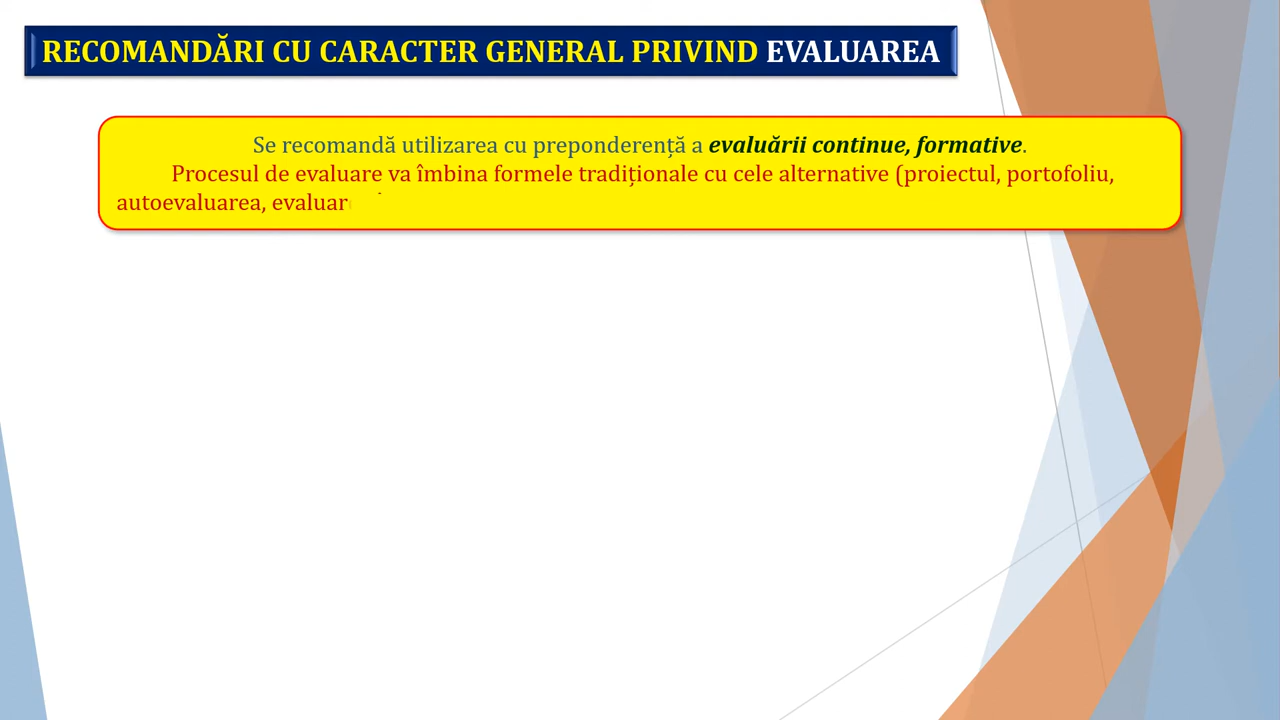 RECOMANDĂRI CU CARACTER GENERAL PRIVIND EVALUAREA
Se recomandă utilizarea cu preponderență a evaluării continue, formative.
Procesul de evaluare va îmbina formele tradiționale cu cele alternative (proiectul, portofoliu,
autoevaluarea,